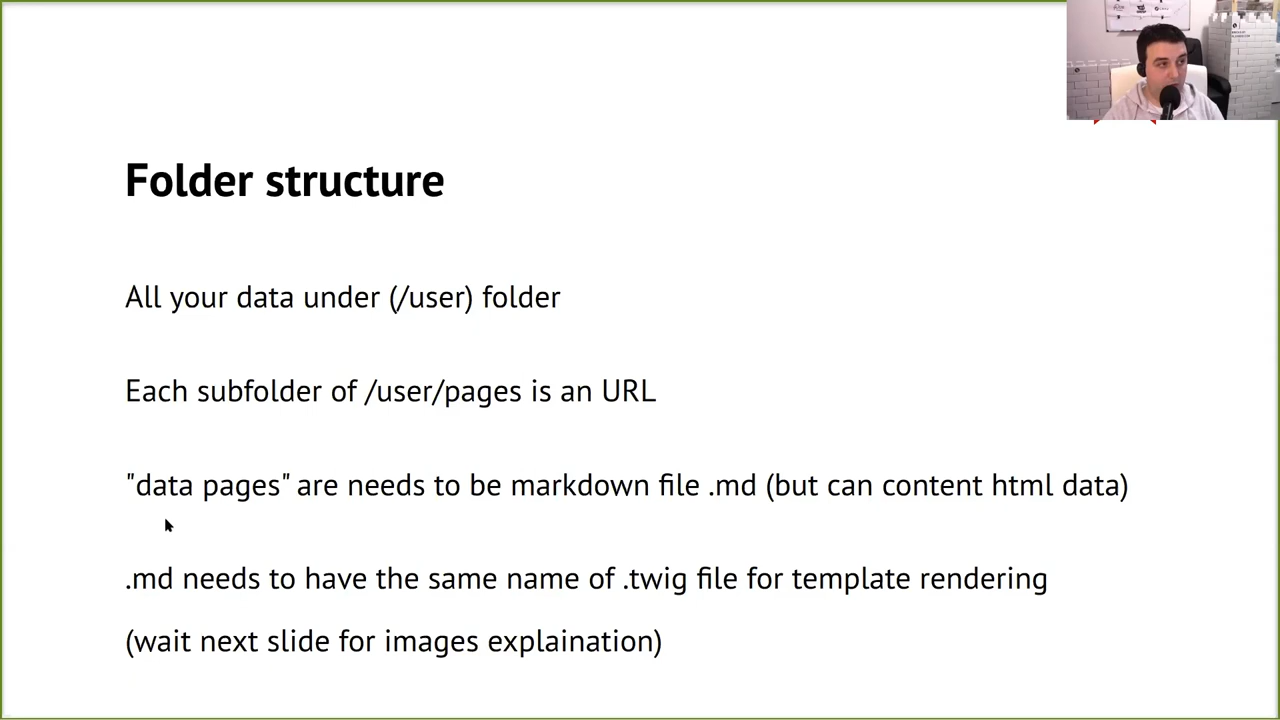 Folder structure
All your data under (/user) folder
Each subfolder of /user/pages is an URL
"data pages" are needs to be markdown file .md (but can content html data)
.md needs to have the same name of .twig file for template rendering
(wait next slide for images explaination)